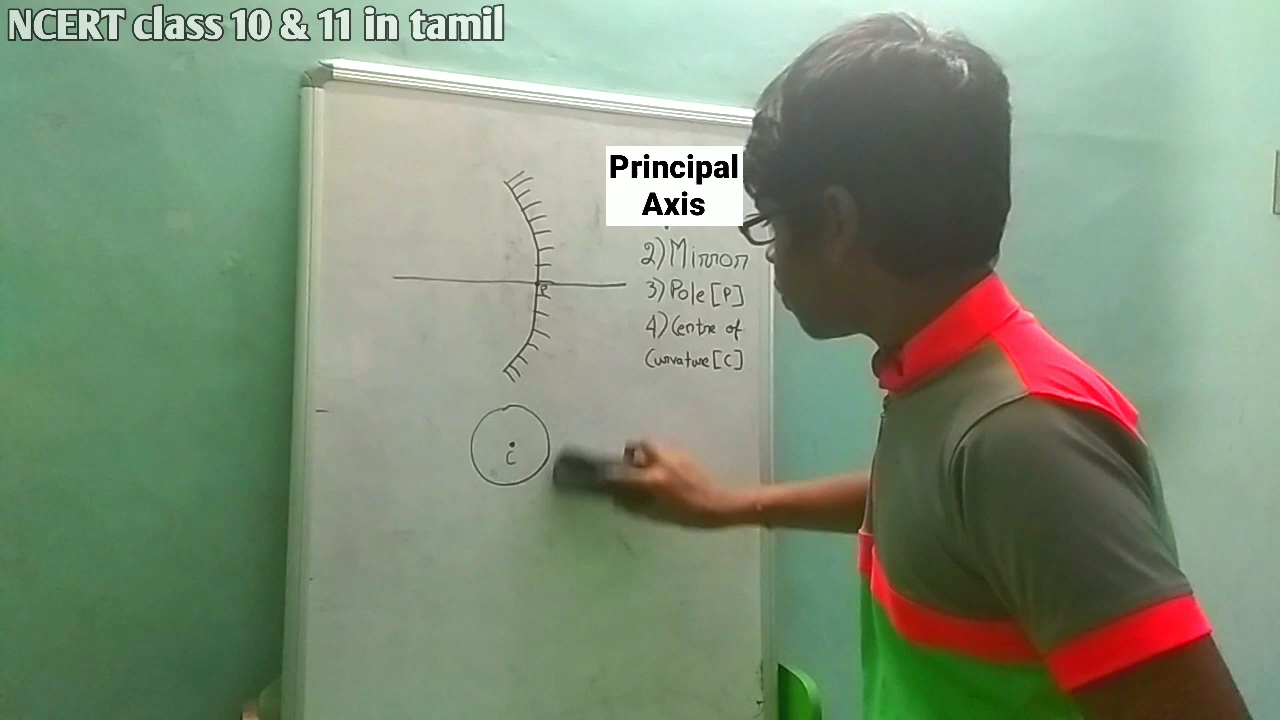 NCERT class 10 & 11 in tamil
Principal
Axis
2) Mirror
3) Pole [P]
4) Centre of
Curvature [C]
P
C